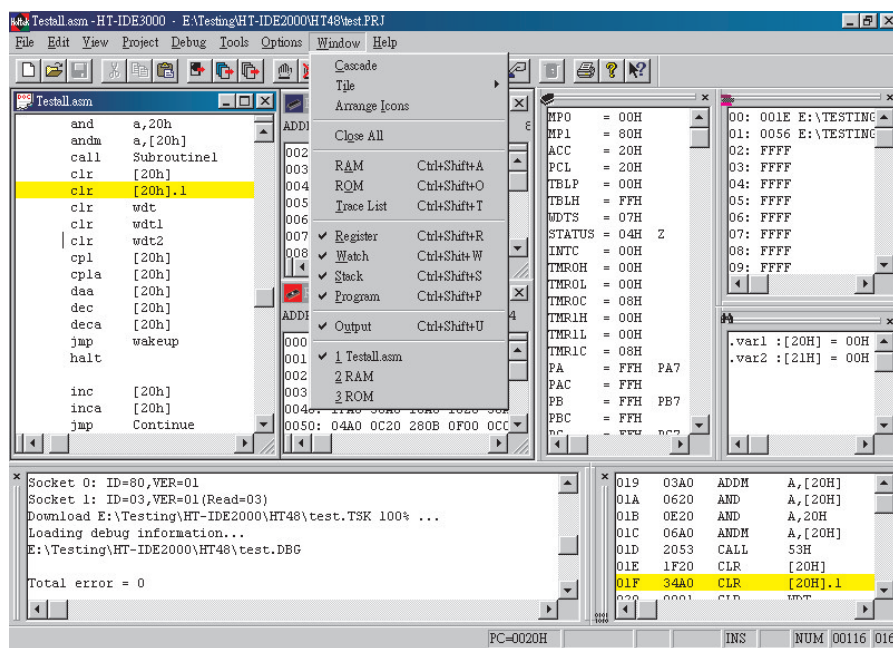 Testall.asm - HT-IDE3000 - E:\Testing\HT-IDE2000\HT48\test.PRJ
File Edit View Project Debug Tools Options Window Help
Testall.asm
and a,20h
andm a,[20h]
call Subroutine1
clr [20h]
clr [20h].1
clr wdt
clr wdt1
clr wdt2
cpl [20h]
cpla [20h]
daa [20h]
dec [20h]
deca [20h]
jmp wakeup
halt
inc [20h]
inca [20h]
jmp Continue
Cascade
Tile
Arrange Icons
Close All
RAM Ctrl+Shift+A
ROM Ctrl+Shift+O
Trace List Ctrl+Shift+T
Register Ctrl+Shift+R
Watch Ctrl+Shit+W
Stack Ctrl+Shift+S
Program Ctrl+Shift+P
Output Ctrl+Shift+U
1 Testall.asm
2 RAM
3 ROM
0050: 04A0 0C20 280B 0F00 0CC
MP0 = 00H
MP1 = 80H
ACC = 20H
PCL = 20H
TBLP = 00H
TBLH = FFH
WDTS = 07H
STATUS = 04H Z
INTC = 00H
TMR0H = 00H
TMR0L = 00H
TMR0C = 08H
TMR1H = 00H
TMR1L = 00H
TMR1C = 08H
PA = FFH PA7
PAC = FFH
PB = FFH PB7
PBC = FFH
00: 001E E:\TESTING
01: 0056 E:\TESTING
02: FFFF
03: FFFF
04: FFFF
05: FFFF
06: FFFF
07: FFFF
08: FFFF
09: FFFF
.var1 :[20H] = 00H
.var2 :[21H] = 00H
Socket 0: ID=80,VER=01
Socket 1: ID=03,VER=01(Read=03)
Download E:\Testing\HT-IDE2000\HT48\test.TSK 100% ...
Loading debug information...
E:\Testing\HT-IDE2000\HT48\test.DBG
Total error = 0
019 03A0 ADDM A,[20H]
01A 0620 AND A,[20H]
01B 0E20 AND A,20H
01C 06A0 ANDM A,[20H]
01D 2053 CALL 53H
01E 1F20 CLR [20H]
01F 34A0 CLR [20H].1
PC=0020H INS NUM 00116 016